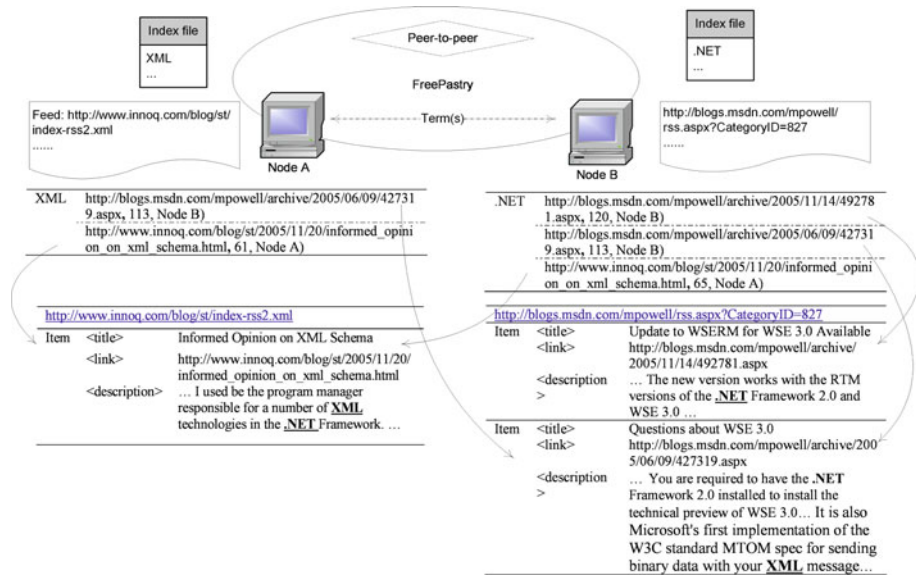 Index file
XML
...
Peer-to-peer
FreePastry
Index file
.NET
...
Feed: http://www.innoq.com/blog/st/
index-rss2.xml
......
Term(s)
http://blogs.msdn.com/mpowell/
rss.aspx?CategoryID=827
......
Node A
Node B
XML http://blogs.msdn.com/mpowell/archive/2005/06/09/42731
9.aspx, 113, Node B)
http://www.innoq.com/blog/st/2005/11/20/informed_opini
on_on_xml_schema.html, 61, Node A)
.NET http://blogs.msdn.com/mpowell/archive/2005/11/14/49278
1.aspx, 120, Node B)
http://blogs.msdn.com/mpowell/archive/2005/06/09/42731
9.aspx, 113, Node B)
http://www.innoq.com/blog/st/2005/11/20/informed_opini
on_on_xml_schema.html, 65, Node A)
http://www.innoq.com/blog/st/index-rss2.xml
Item <title> Informed Opinion on XML Schema
<link> http://www.innoq.com/blog/st/2005/11/20/
informed_opinion_on_xml_schema.html
<description> ... I used be the program manager
responsible for a number of XML
technologies in the .NET Framework. ...
http://blogs.msdn.com/mpowell/rss.aspx?CategoryID=827
Item <title> Update to WSERM for WSE 3.0 Available
<link> http://blogs.msdn.com/mpowell/archive/
2005/11/14/492781.aspx
<description ... The new version works with the RTM
> versions of the .NET Framework 2.0 and
WSE 3.0 ...
Item <title> Questions about WSE 3.0
<link> http://blogs.msdn.com/mpowell/archive/200
5/06/09/427319.aspx
<description ... You are required to have the .NET
> Framework 2.0 installed to install the
technical preview of WSE 3.0... It is also
Microsoft's first implementation of the
W3C standard MTOM spec for sending
binary data with your XML message...